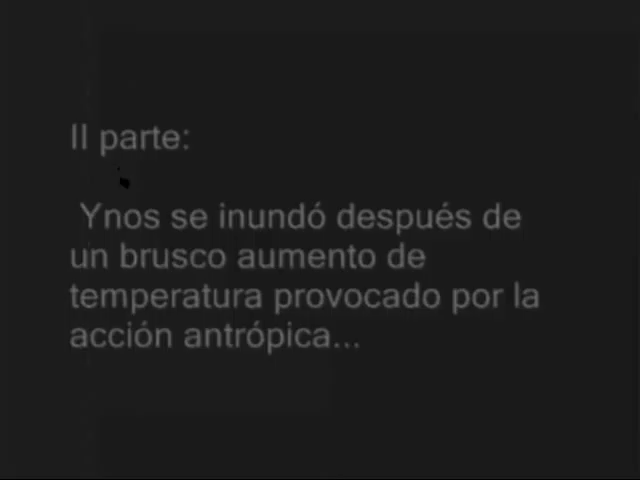 II parte:
Ynos se inundó después de
un brusco aumento de
temperatura provocado por la
acción antrópica...